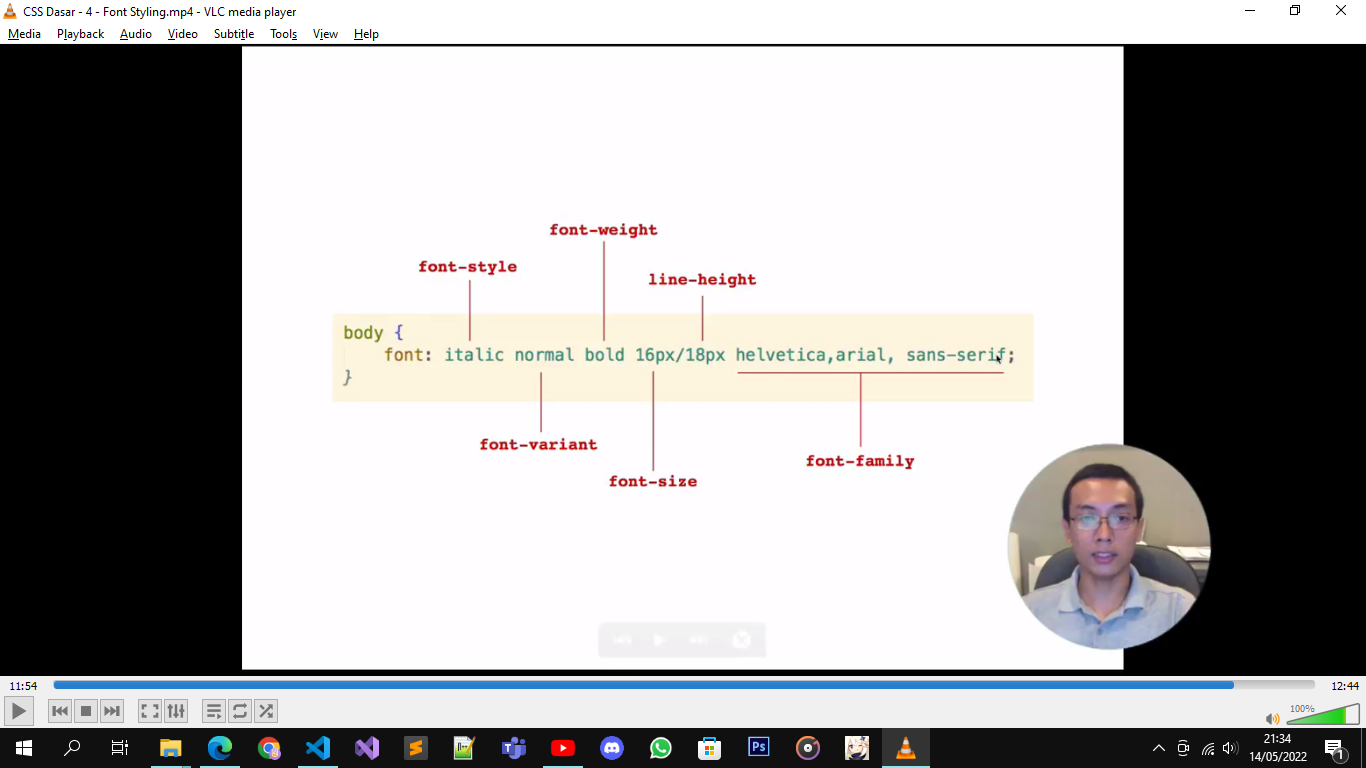 CSS Dasar - 4 - Font Styling.mp4 - VLC media player
Media Playback Audio Video Subtitle Tools View Help
font-weight
font-style
line-height
body {
font: italic normal bold 16px/18px helvetica,arial, sans-serif;
}
font-variant
font-family
font-size
11:54
12:44
100%
Ps
21:34
14/05/2022
1